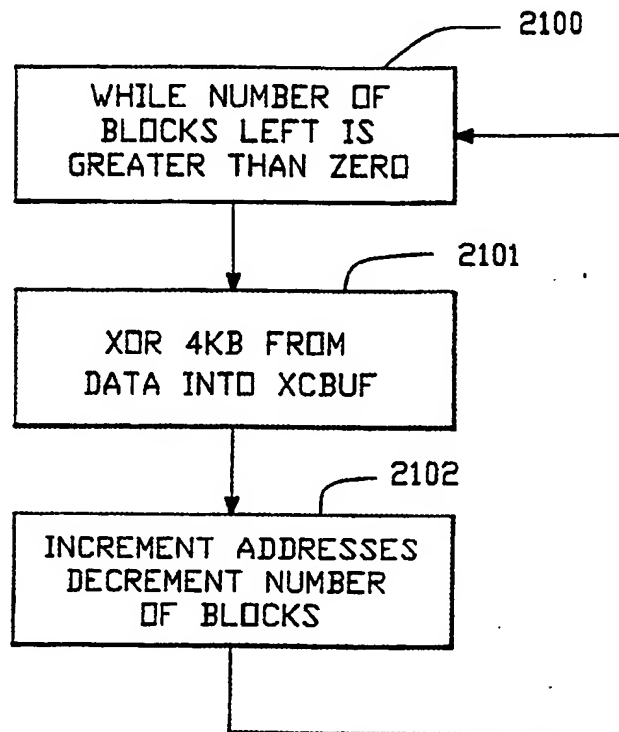 2100
WHILE NUMBER OF
BLOCKS LEFT IS
GREATER THAN ZERO
2101
XOR 4KB FROM
DATA INTO XCBUF
2102
INCREMENT ADDRESSES
DECREMENT NUMBER
OF BLOCKS